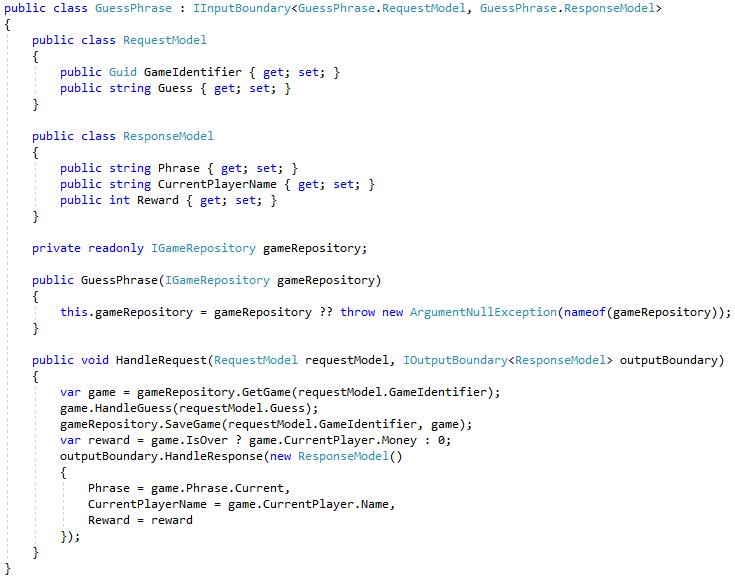 public class GuessPhrase : IInputBoundary<GuessPhrase.RequestModel, GuessPhrase.ResponseModel>
{
    public class RequestModel
    {
        public Guid GameIdentifier { get; set; }
        public string Guess { get; set; }
    }

    public class ResponseModel
    {
        public string Phrase { get; set; }
        public string CurrentPlayerName { get; set; }
        public int Reward { get; set; }
    }

    private readonly IGameRepository gameRepository;

    public GuessPhrase(IGameRepository gameRepository)
    {
        this.gameRepository = gameRepository ?? throw new ArgumentNullException(nameof(gameRepository));
    }

    public void HandleRequest(RequestModel requestModel, IOutputBoundary<ResponseModel> outputBoundary)
    {
        var game = gameRepository.GetGame(requestModel.GameIdentifier);
        game.HandleGuess(requestModel.Guess);
        gameRepository.SaveGame(requestModel.GameIdentifier, game);
        var reward = game.IsOver ? game.CurrentPlayer.Money : 0;
        outputBoundary.HandleResponse(new ResponseModel()
        {
            Phrase = game.Phrase.Current,
            CurrentPlayerName = game.CurrentPlayer.Name,
            Reward = reward
        });
    }
}